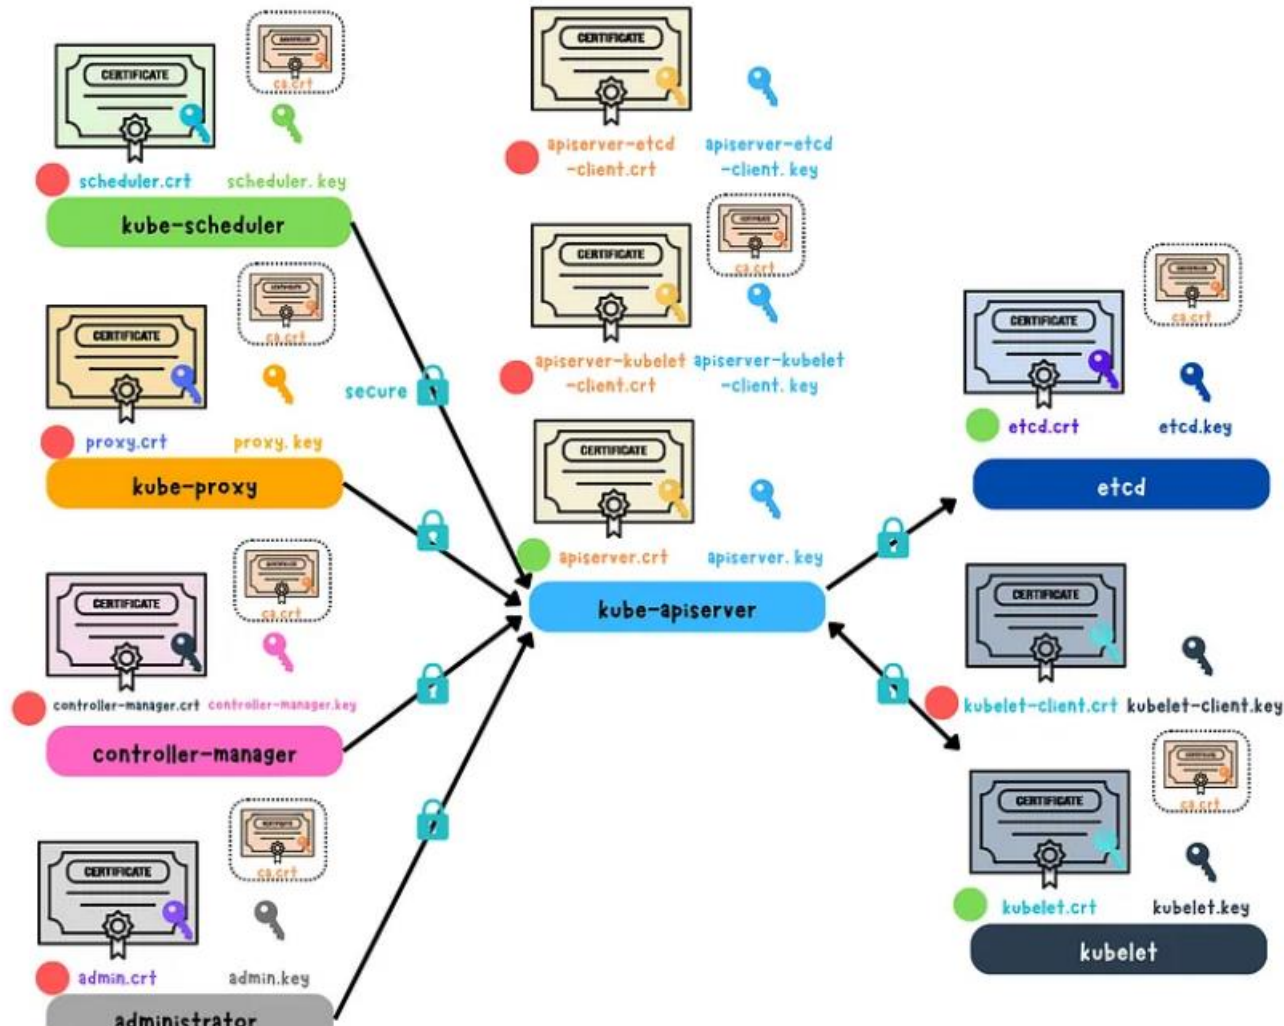 CERTIFICATE
ca.crt
scheduler.crt scheduler. key
kube-scheduler
CERTIFICATE
ca.crt
proxy.crt proxy. key
kube-proxy
CERTIFICATE
ca.crt
controller-manager.crt controller-manager.key
controller-manager
CERTIFICATE
ca.crt
admin.crt admin.key
administrator
secure
CERTIFICATE
apiserver-etcd
-client.crt
apiserver-etcd
-client. key
CERTIFICATE
ca.crt
apiserver-kubelet
-client.crt
apiserver-kubelet
-client. key
CERTIFICATE
apiserver.crt apiserver. key
kube-apiserver
CERTIFICATE
ca.crt
etcd.crt etcd.key
etcd
CERTIFICATE
kubelet-client.crt kubelet-client.key
CERTIFICATE
ca.crt
kubelet.crt kubelet.key
kubelet